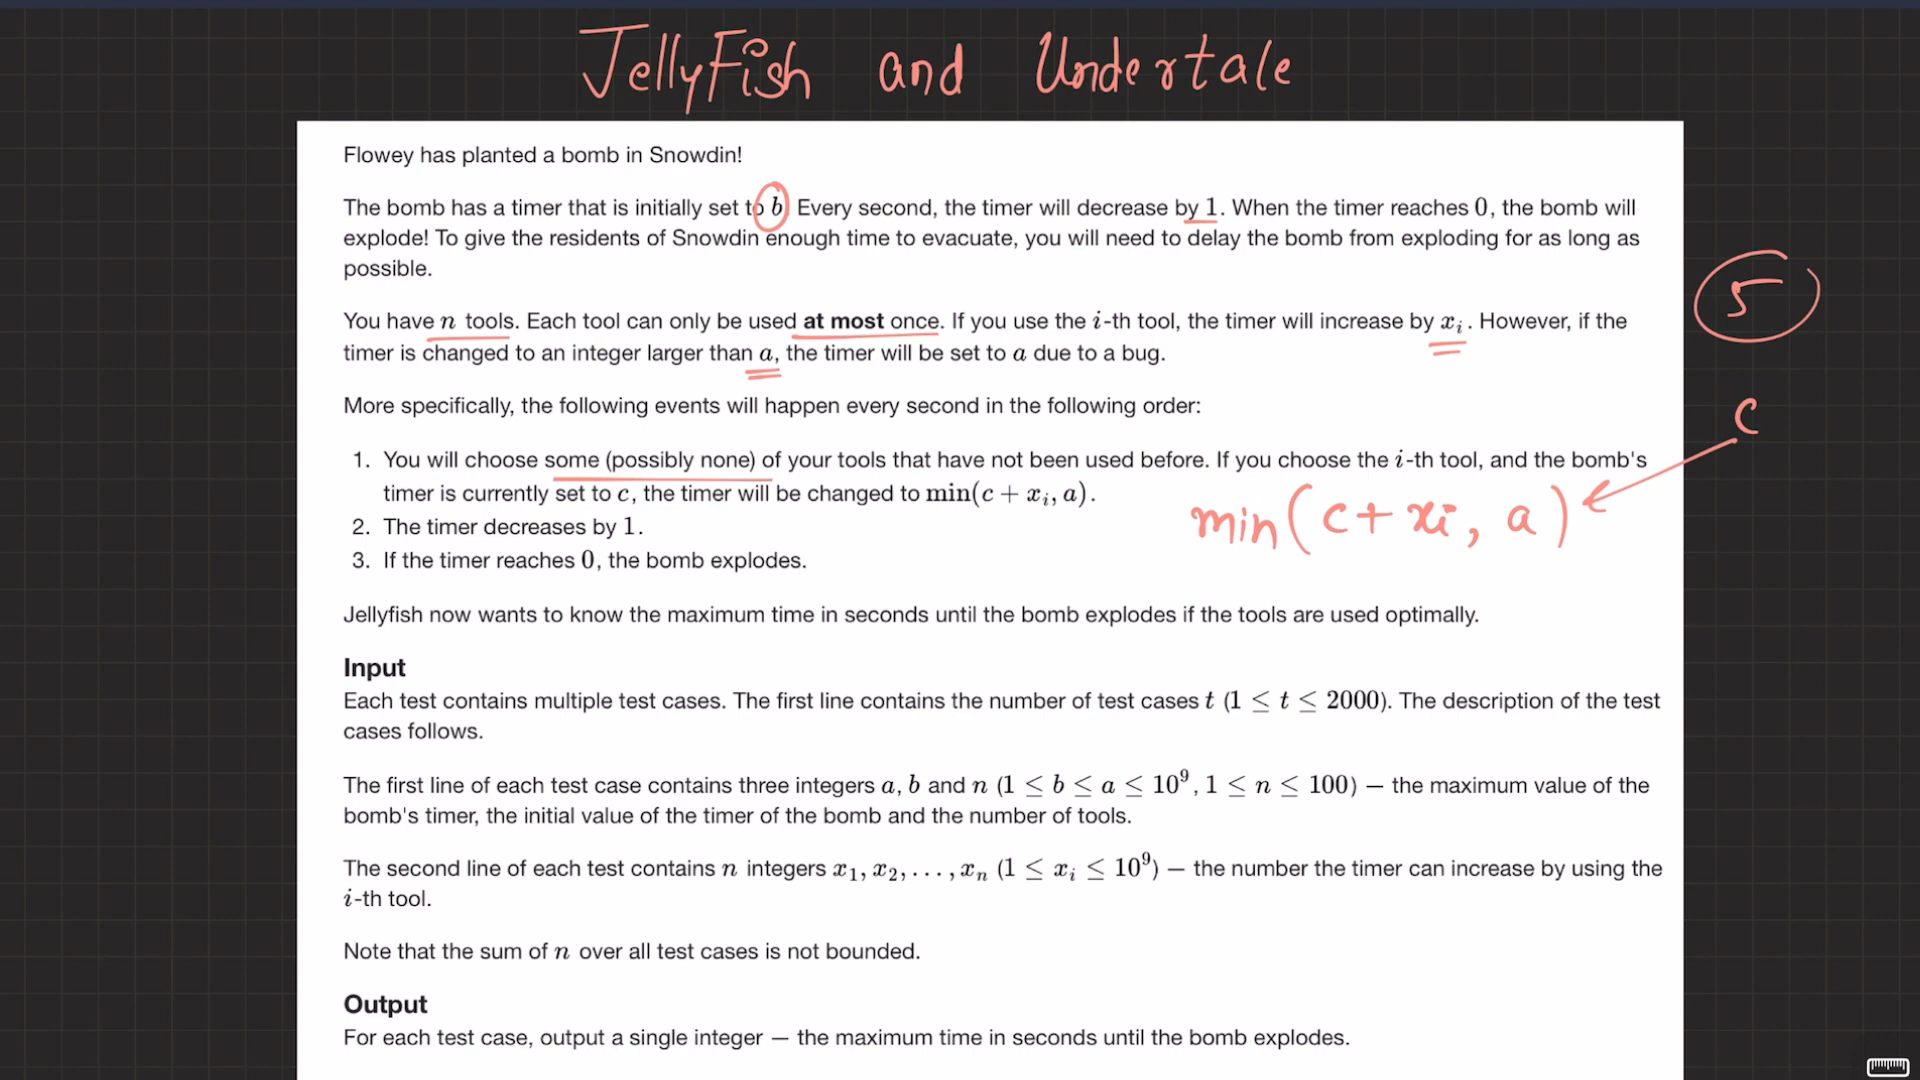 JellyFish and Undertale
Flowey has planted a bomb in Snowdin!
The bomb has a timer that is initially set to b. Every second, the timer will decrease by 1. When the timer reaches 0, the bomb will
explode! To give the residents of Snowdin enough time to evacuate, you will need to delay the bomb from exploding for as long as
possible.
5
You have n tools. Each tool can only be used at most once. If you use the i-th tool, the timer will increase by xᵢ. However, if the
timer is changed to an integer larger than a, the timer will be set to a due to a bug.
More specifically, the following events will happen every second in the following order:
c
1. You will choose some (possibly none) of your tools that have not been used before. If you choose the i-th tool, and the bomb's
timer is currently set to c, the timer will be changed to min(c + xᵢ, a).
min(c + xi, a)
2. The timer decreases by 1.
3. If the timer reaches 0, the bomb explodes.
Jellyfish now wants to know the maximum time in seconds until the bomb explodes if the tools are used optimally.
Input
Each test contains multiple test cases. The first line contains the number of test cases t (1 ≤ t ≤ 2000). The description of the test
cases follows.
The first line of each test case contains three integers a, b and n (1 ≤ b ≤ a ≤ 10⁹, 1 ≤ n ≤ 100) — the maximum value of the
bomb's timer, the initial value of the timer of the bomb and the number of tools.
The second line of each test contains n integers x₁, x₂, . . . , xₙ (1 ≤ xᵢ ≤ 10⁹) — the number the timer can increase by using the
i-th tool.
Note that the sum of n over all test cases is not bounded.
Output
For each test case, output a single integer — the maximum time in seconds until the bomb explodes.